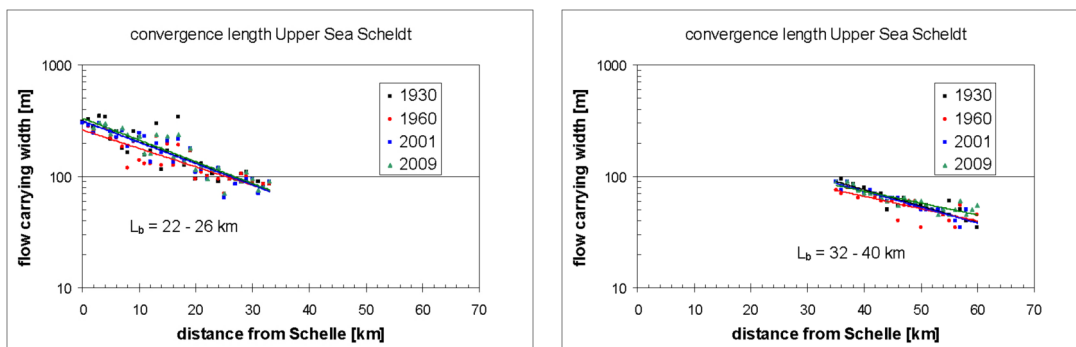 convergence length Upper Sea Scheldt
flow carrying width [m]
1000
100
10
1930
1960
2001
2009
L_b = 22 - 26 km
0 10 20 30 40 50 60 70
distance from Schelle [km]
convergence length Upper Sea Scheldt
flow carrying width [m]
1000
100
10
1930
1960
2001
2009
L_b = 32 - 40 km
0 10 20 30 40 50 60 70
distance from Schelle [km]